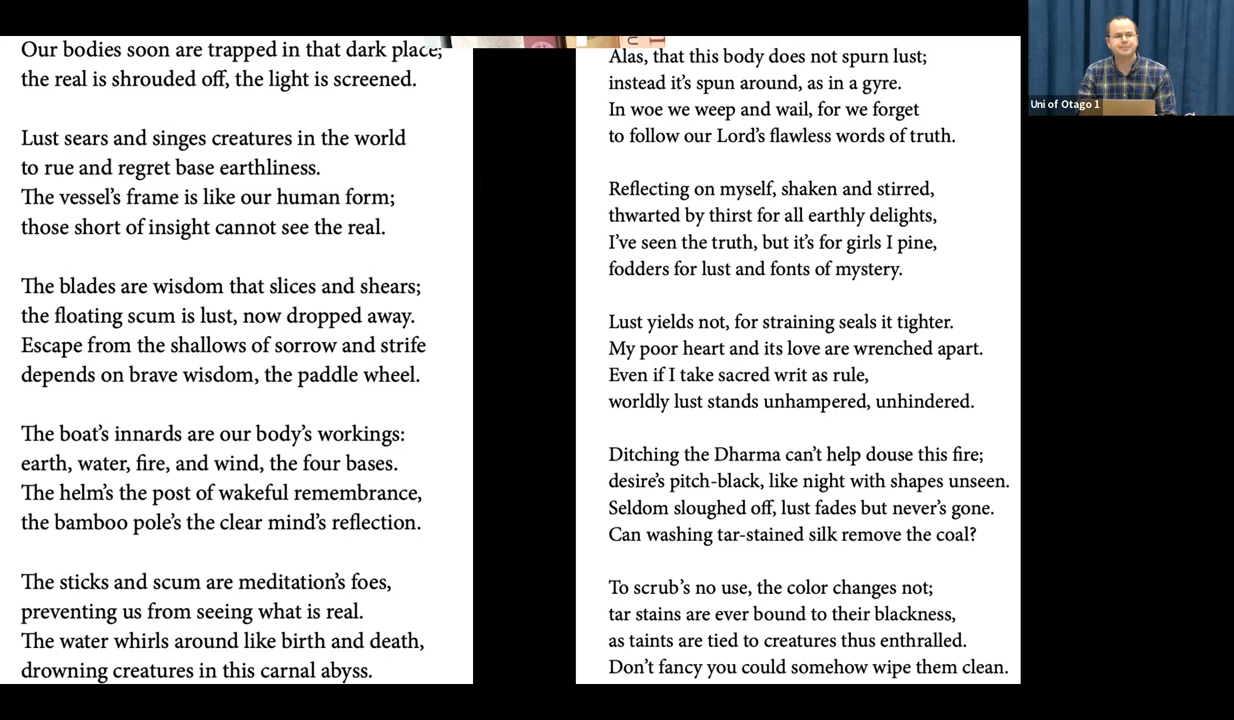 Our bodies soon are trapped in that dark place;
the real is shrouded off, the light is screened.
Lust sears and singes creatures in the world
to rue and regret base earthliness.
The vessel's frame is like our human form;
those short of insight cannot see the real.
The blades are wisdom that slices and shears;
the floating scum is lust, now dropped away.
Escape from the shallows of sorrow and strife
depends on brave wisdom, the paddle wheel.
The boat's innards are our body's workings:
earth, water, fire, and wind, the four bases.
The helm's the post of wakeful remembrance,
the bamboo pole's the clear mind's reflection.
The sticks and scum are meditation's foes,
preventing us from seeing what is real.
The water whirls around like birth and death,
drowning creatures in this carnal abyss.
Alas, that this body does not spurn lust;
instead it's spun around, as in a gyre.
In woe we weep and wail, for we forget
to follow our Lord's flawless words of truth.
Reflecting on myself, shaken and stirred,
thwarted by thirst for all earthly delights,
I've seen the truth, but it's for girls I pine,
fodders for lust and fonts of mystery.
Lust yields not, for straining seals it tighter.
My poor heart and its love are wrenched apart.
Even if I take sacred writ as rule,
worldly lust stands unhampered, unhindered.
Ditching the Dharma can't help douse this fire;
desire's pitch-black, like night with shapes unseen.
Seldom sloughed off, lust fades but never's gone.
Can washing tar-stained silk remove the coal?
To scrub's no use, the color changes not;
tar stains are ever bound to their blackness,
as taints are tied to creatures thus enthralled.
Don't fancy you could somehow wipe them clean.
Uni of Otago 1